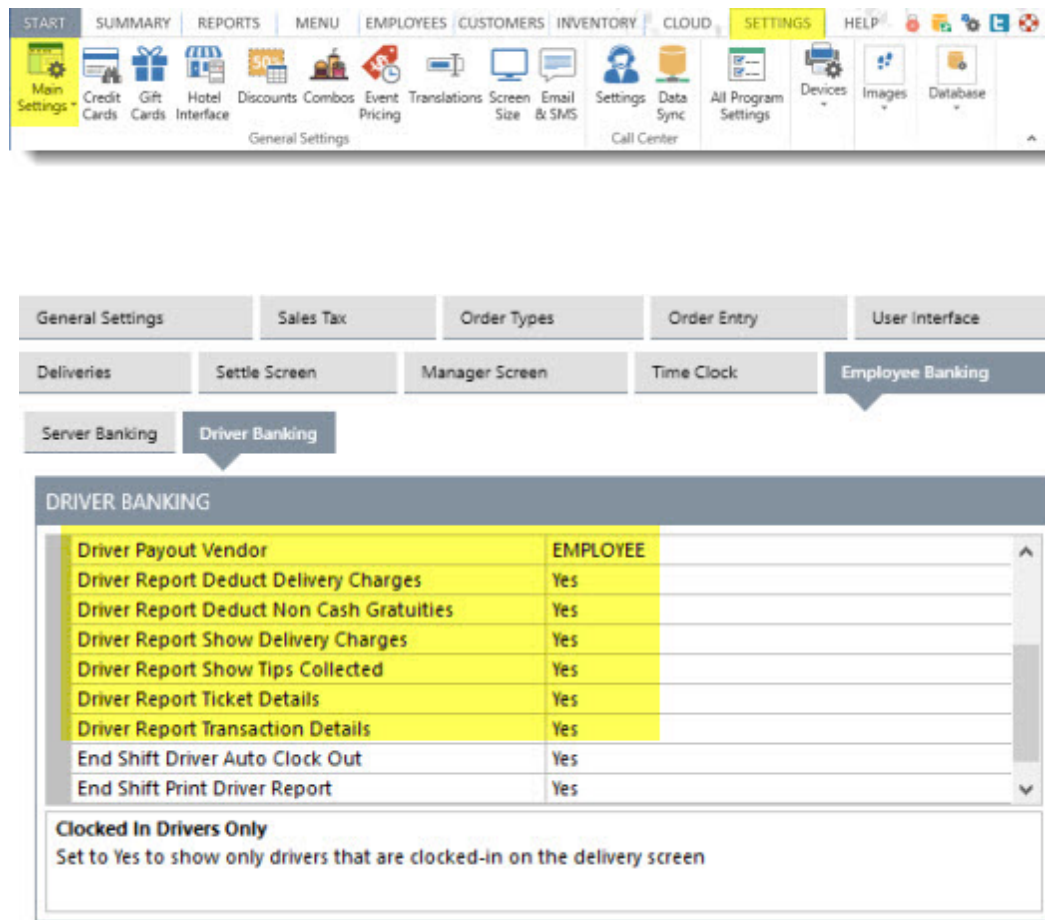 START SUMMARY REPORTS MENU EMPLOYEES CUSTOMERS INVENTORY CLOUD SETTINGS HELP
Main Settings Credit Cards Gift Cards Hotel Interface 50% Discounts Combos Event Pricing Translations Screen Size Email & SMS Settings Data Sync All Program Settings Devices Images Database
General Settings Call Center
General Settings Sales Tax Order Types Order Entry User Interface
Deliveries Settle Screen Manager Screen Time Clock Employee Banking
Server Banking Driver Banking
DRIVER BANKING
Driver Payout Vendor EMPLOYEE
Driver Report Deduct Delivery Charges Yes
Driver Report Deduct Non Cash Gratuities Yes
Driver Report Show Delivery Charges Yes
Driver Report Show Tips Collected Yes
Driver Report Ticket Details Yes
Driver Report Transaction Details Yes
End Shift Driver Auto Clock Out Yes
End Shift Print Driver Report Yes
Clocked In Drivers Only
Set to Yes to show only drivers that are clocked-in on the delivery screen